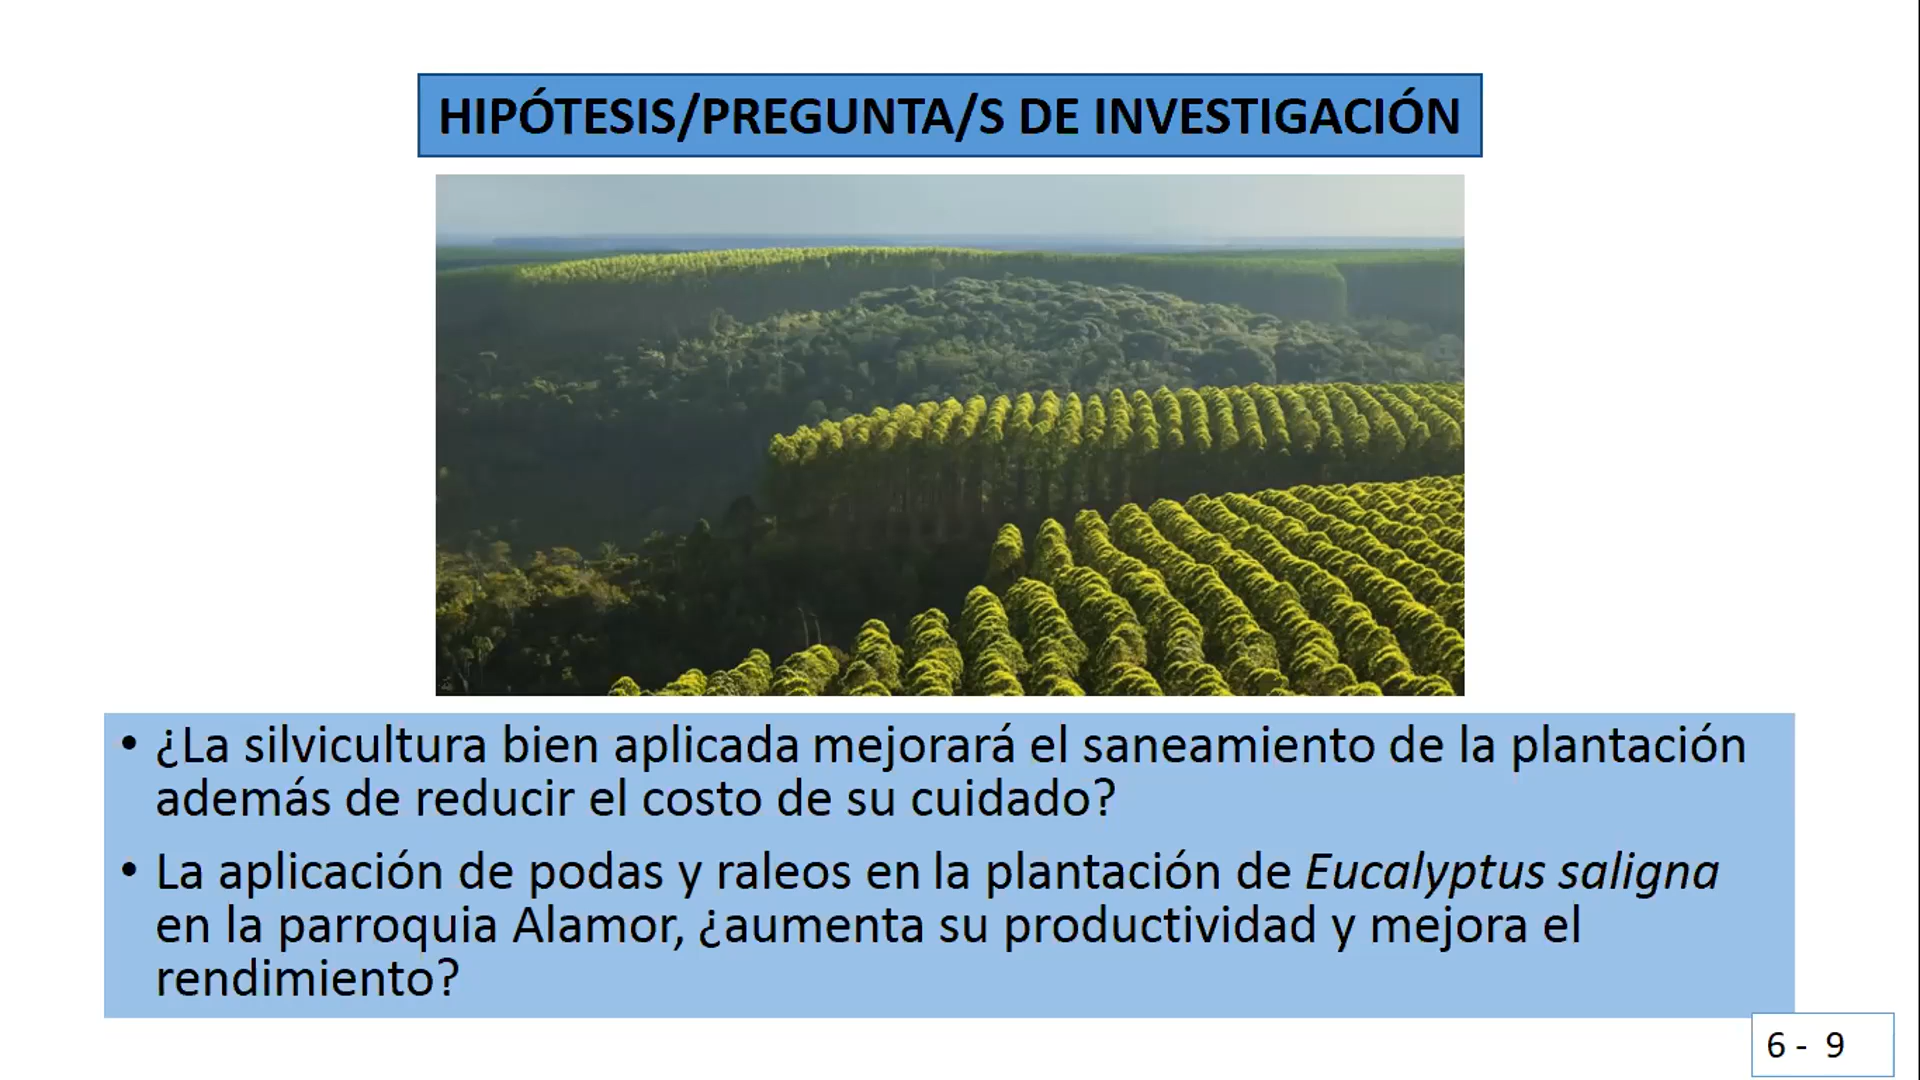 HIPÓTESIS/PREGUNTA/S DE INVESTIGACIÓN
• ¿La silvicultura bien aplicada mejorará el saneamiento de la plantación
además de reducir el costo de su cuidado?
• La aplicación de podas y raleos en la plantación de Eucalyptus saligna
en la parroquia Alamor, ¿aumenta su productividad y mejora el
rendimiento?
6 - 9